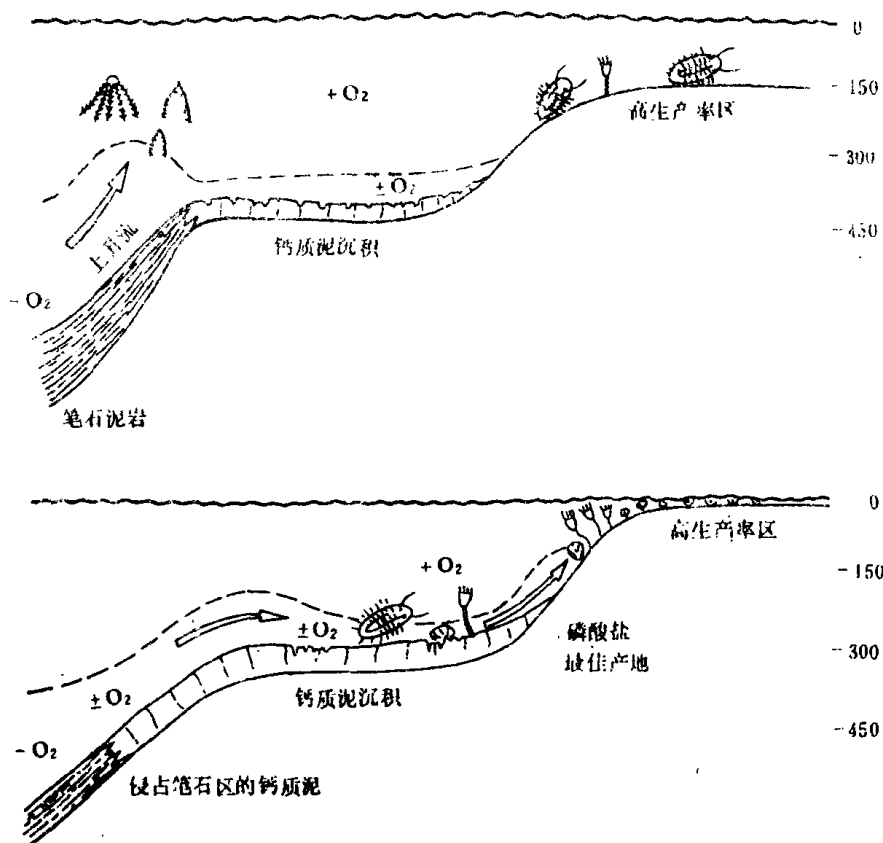 0
-150
+O₂
高生产率区
-300
±O₂
-450
上升流
钙质泥沉积
-O₂
笔石泥岩
0
高生产率区
+O₂
-150
±O₂
磷酸盐
最佳产地
-300
钙质泥沉积
±O₂
-450
-O₂
侵占笔石区的钙质泥